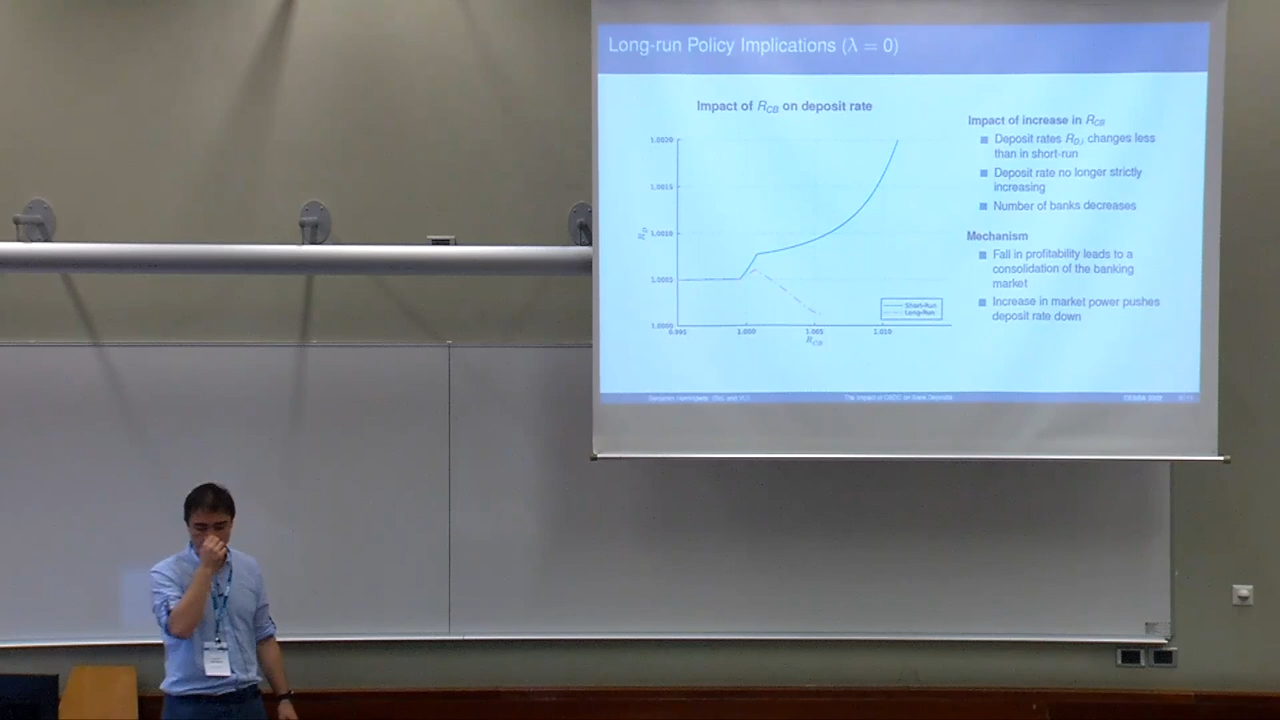 Long-run Policy Implications (λ = 0)
Impact of R_CB on deposit rate
1.0020
1.0015
1.0010
1.0005
1.0000
R_D
0.995
1.000
1.005
1.010
R_CB
Short-Run
Long-Run
Impact of increase in R_CB
Deposit rates R_D,i changes less
than in short-run
Deposit rate no longer strictly
increasing
Number of banks decreases
Mechanism
Fall in profitability leads to a
consolidation of the banking
market
Increase in market power pushes
deposit rate down
The Impact of CBDC on Bank Deposits